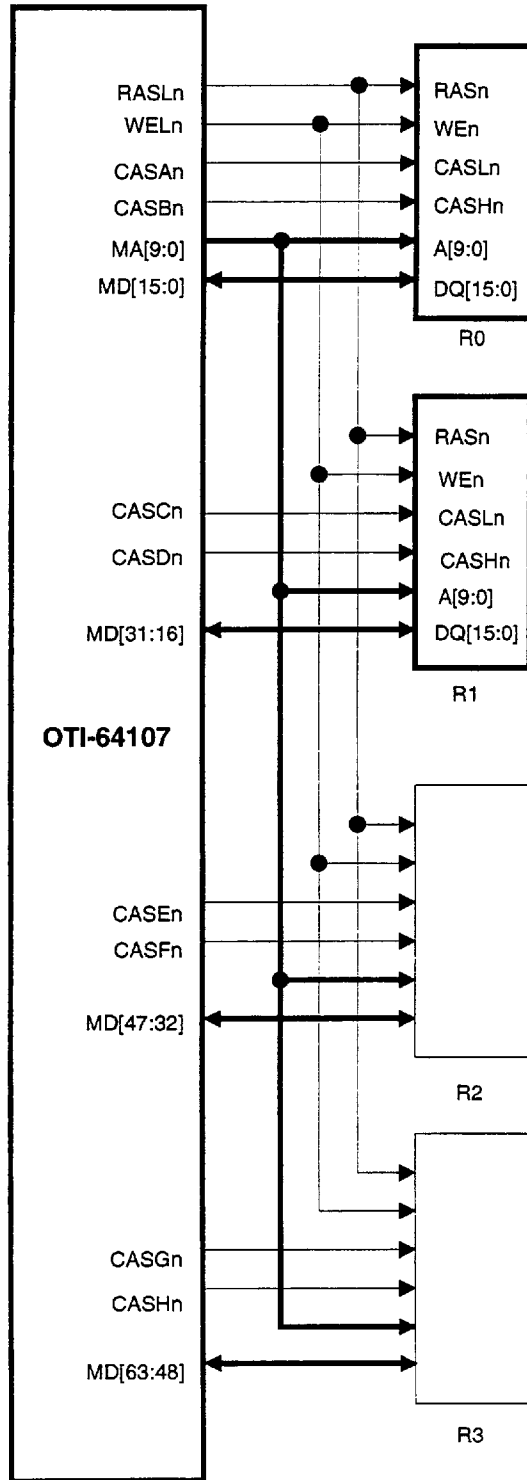 RASLn
RASn
WELn
WEn
CASAn
CASLn
CASBn
CASHn
MA[9:0]
A[9:0]
MD[15:0]
DQ[15:0]
R0
RASn
WEn
CASCn
CASLn
CASDn
CASHn
A[9:0]
MD[31:16]
DQ[15:0]
R1
OTI-64107
CASEn
CASFn
MD[47:32]
R2
CASGn
CASHn
MD[63:48]
R3